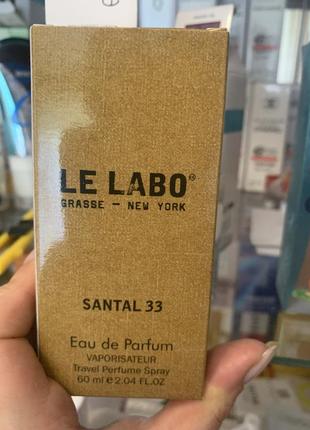 LE LABO®
GRASSE – NEW YORK
SANTAL 33
Eau de Parfum
VAPORISATEUR
Travel Perfume Spray
60 ml ℮ 2.04 FL.OZ